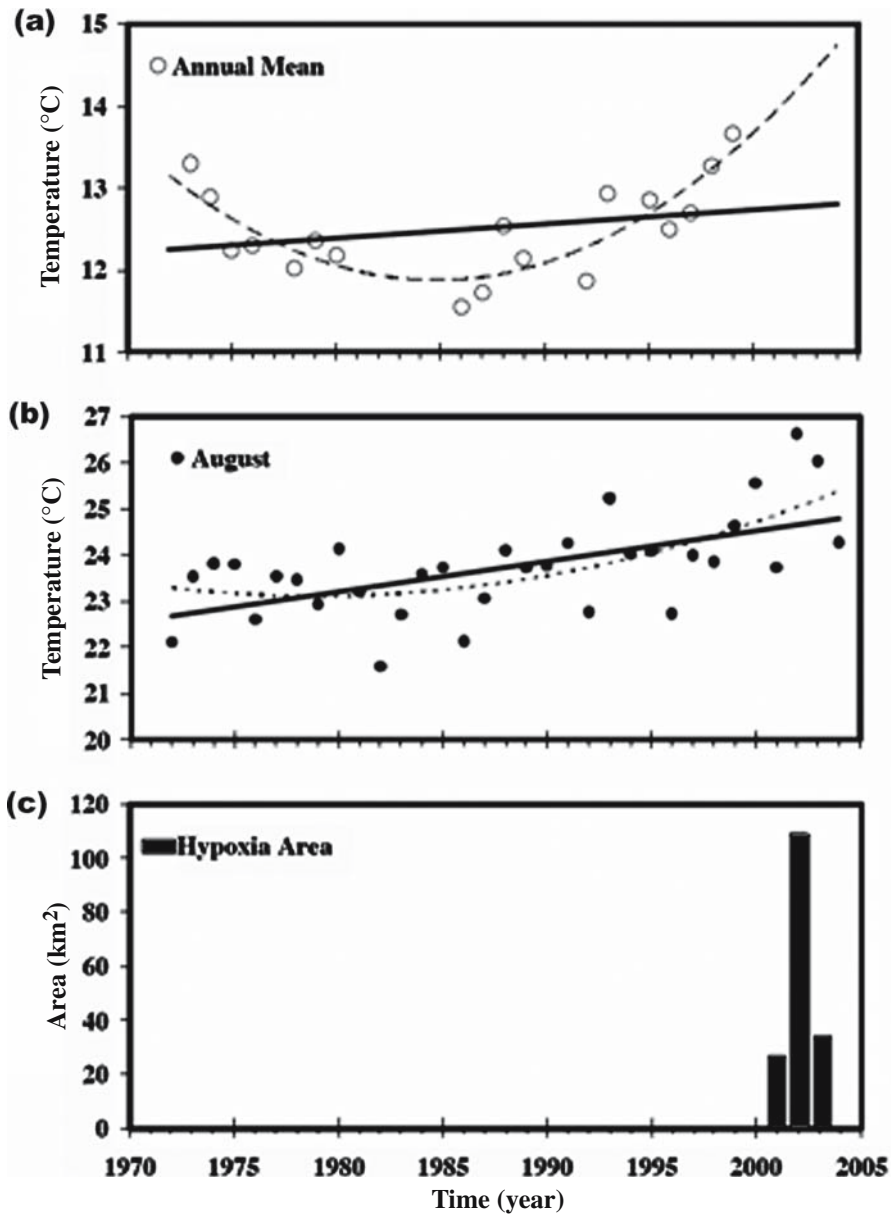 (a)
15
14
13
12
11
Temperature (°C)
Annual Mean
(b)
27
26
25
24
23
22
21
20
Temperature (°C)
August
(c)
120
100
80
60
40
20
0
Area (km²)
Hypoxia Area
1970 1975 1980 1985 1990 1995 2000 2005
Time (year)